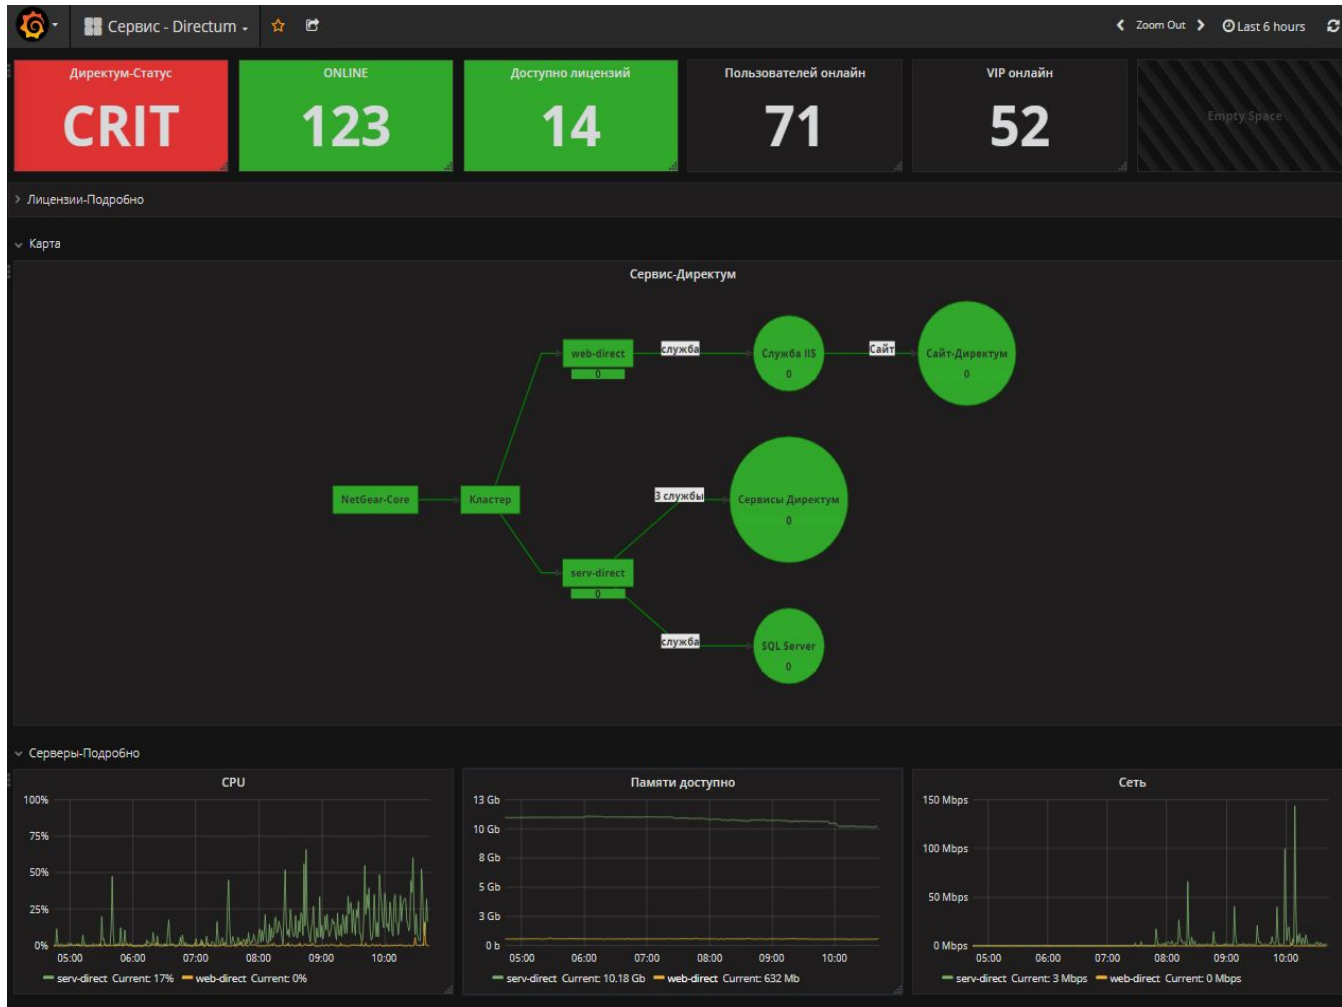 Сервис - Directum
Zoom Out
Last 6 hours
Директум-Статус
CRIT
ONLINE
123
Доступно лицензий
14
Пользователей онлайн
71
VIP онлайн
52
Empty Space
Лицензии-Подробно
Карта
Сервис-Директум
web-direct
0
служба
Служба IIS
0
Сайт
Сайт-Директум
0
NetGear-Core
Кластер
3 службы
Сервисы Директум
0
serv-direct
0
служба
SQL Server
0
Серверы-Подробно
CPU
100%
75%
50%
25%
0%
05:00 06:00 07:00 08:00 09:00 10:00
serv-direct Current: 17% web-direct Current: 0%
Памяти доступно
13 Gb
10 Gb
8 Gb
5 Gb
3 Gb
0 b
05:00 06:00 07:00 08:00 09:00 10:00
serv-direct Current: 10.18 Gb web-direct Current: 632 Mb
Сеть
150 Mbps
100 Mbps
50 Mbps
0 Mbps
05:00 06:00 07:00 08:00 09:00 10:00
serv-direct Current: 3 Mbps web-direct Current: 0 Mbps